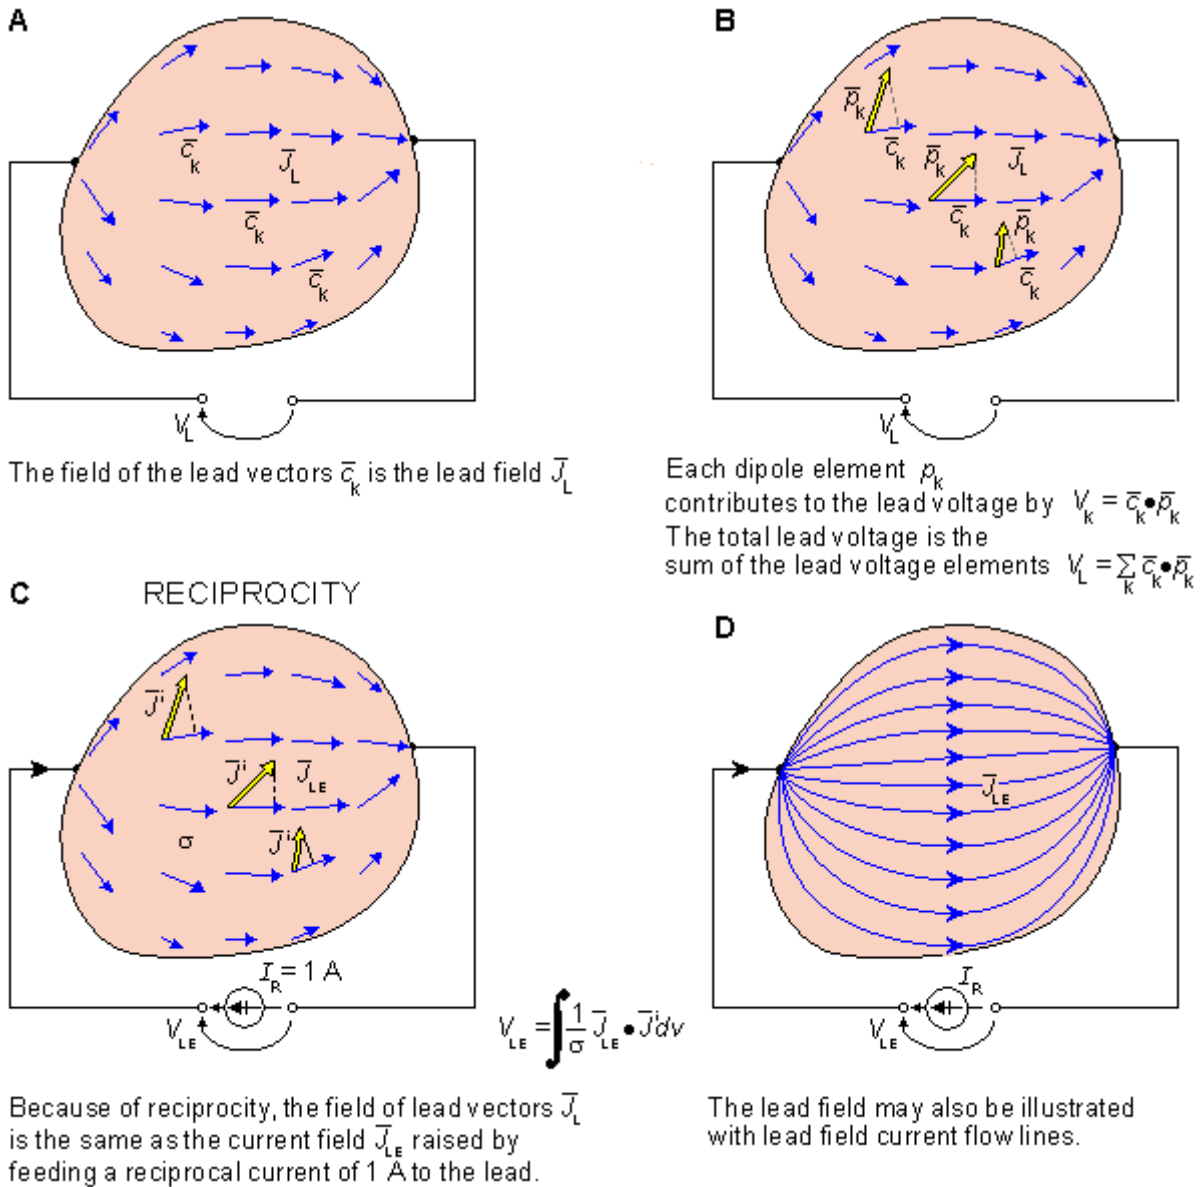 A
c̄k
J̄L
c̄k
c̄k
VL
The field of the lead vectors c̄k is the lead field J̄L
B
p̄k
c̄k
p̄k
J̄L
p̄k
c̄k
c̄k
VL
Each dipole element pk
contributes to the lead voltage by Vk = c̄k•p̄k
The total lead voltage is the
sum of the lead voltage elements VL = ∑k c̄k•p̄k
C RECIPROCITY
J̄i
J̄i
J̄LE
σ
J̄i
IR = 1 A
VLE
VLE = ∫ 1/σ J̄LE • J̄i dv
Because of reciprocity, the field of lead vectors J̄L
is the same as the current field J̄LE raised by
feeding a reciprocal current of 1 A to the lead.
D
J̄LE
IR
VLE
The lead field may also be illustrated
with lead field current flow lines.